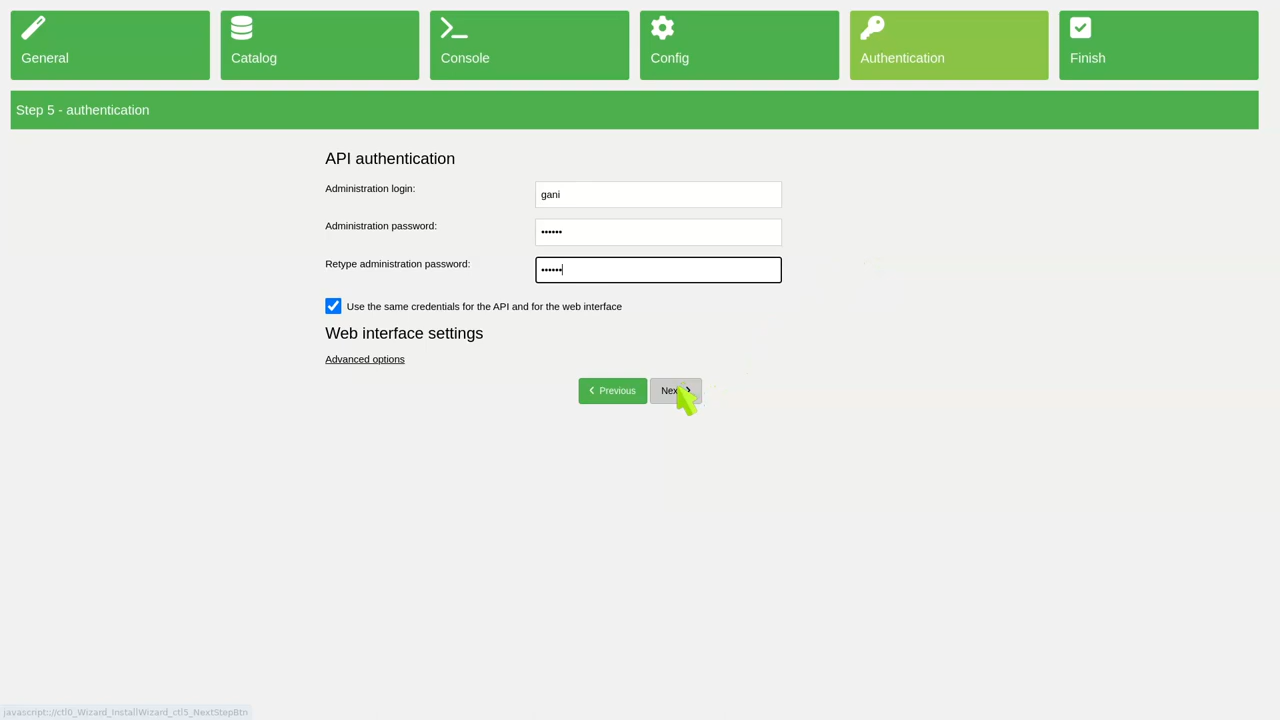 General
Catalog
Console
Config
Authentication
Finish
Step 5 - authentication
API authentication
Administration login:
gani
Administration password:
••••••
Retype administration password:
••••••
Use the same credentials for the API and for the web interface
Web interface settings
Advanced options
Previous
Next
javascript:://ctl0_Wizard_InstallWizard_ctl5_NextStepBtn